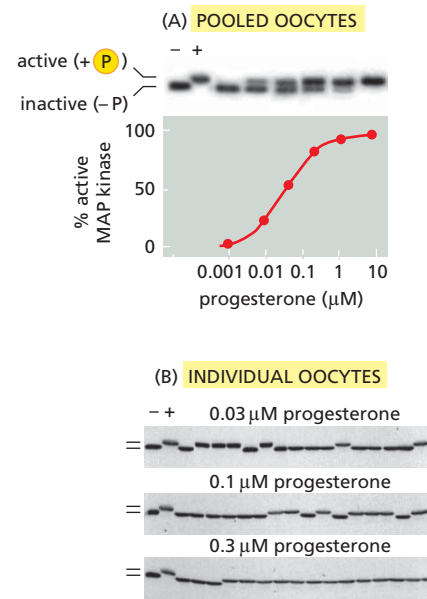 (A) POOLED OOCYTES
− +
active (+ P )
inactive (– P)
100
50
0
% active
MAP kinase
0.001 0.01 0.1 1 10
progesterone (μM)
(B) INDIVIDUAL OOCYTES
− + 0.03 μM progesterone
0.1 μM progesterone
0.3 μM progesterone